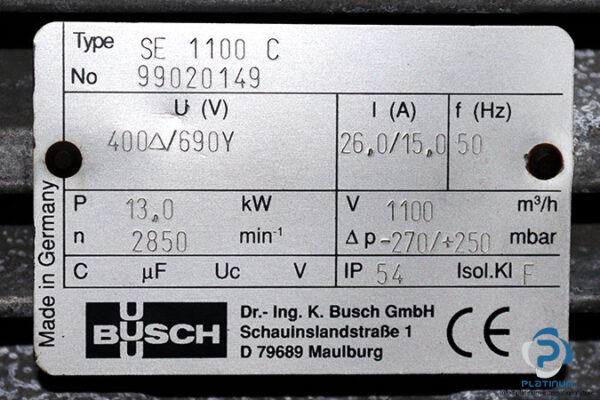 Type SE 1100 C
No 99020149
U (V) I (A) f (Hz)
400Δ/690Y 26,0/15,0 50
P 13,0 kW V 1100 m³/h
n 2850 min⁻¹ Δ p -270/+250 mbar
C µF Uc V IP 54 Isol.Kl F
Made in Germany
BUSCH
Dr.- Ing. K. Busch GmbH
Schauinslandstraße 1
D 79689 Maulburg
CE
PLATINUM